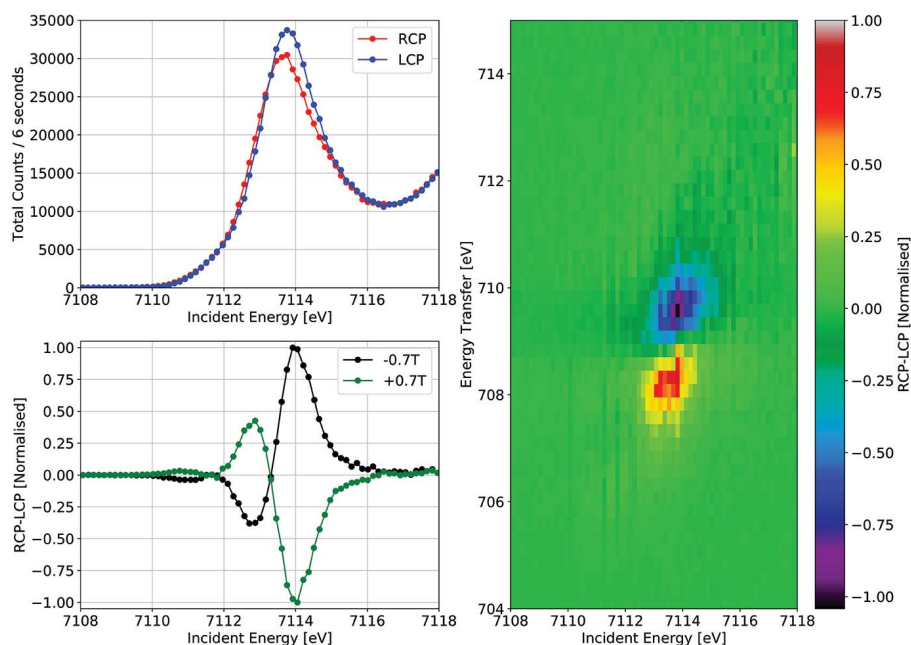 35000
30000
25000
20000
15000
10000
5000
0
Total Counts / 6 seconds
RCP
LCP
7108 7110 7112 7114 7116 7118
Incident Energy [eV]
1.00
0.75
0.50
0.25
0.00
−0.25
−0.50
−0.75
−1.00
RCP-LCP [Normalised]
-0.7T
+0.7T
7108 7110 7112 7114 7116 7118
Incident Energy [eV]
714
712
710
708
706
704
Energy Transfer [eV]
7108 7110 7112 7114 7116 7118
Incident Energy [eV]
1.00
0.75
0.50
0.25
0.00
−0.25
−0.50
−0.75
−1.00
RCP-LCP [Normalised]